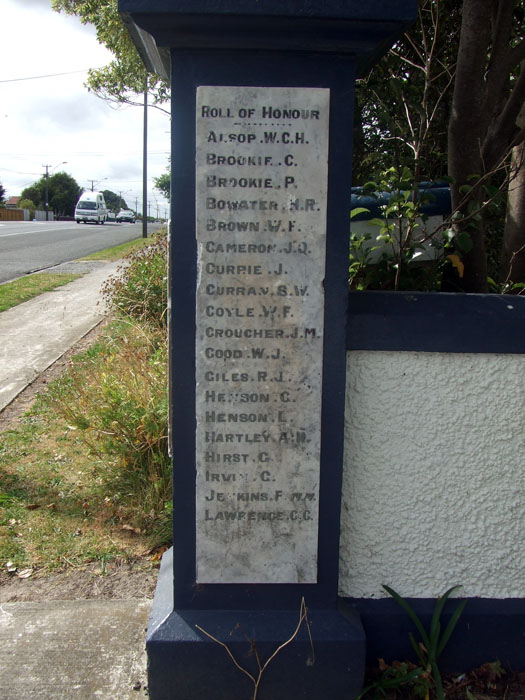 ROLL OF HONOUR
ALSOP.W.C.H.
BROOKIE.C.
BROOKIE.P.
BOWATER.H.R.
BROWN.W.F.
CAMERON.J.Q.
CURRIE.J.
CURRAN.S.W.
COYLE.W.F.
CROUCHER.J.M.
GOOD.W.J.
GILES.R.J.
HENSON.C.
HENSON.L.
HARTLEY.A.H.
HIRST.G.
IRVIN.G.
JENKINS.F.W.W.
LAWRENCE.C.C.